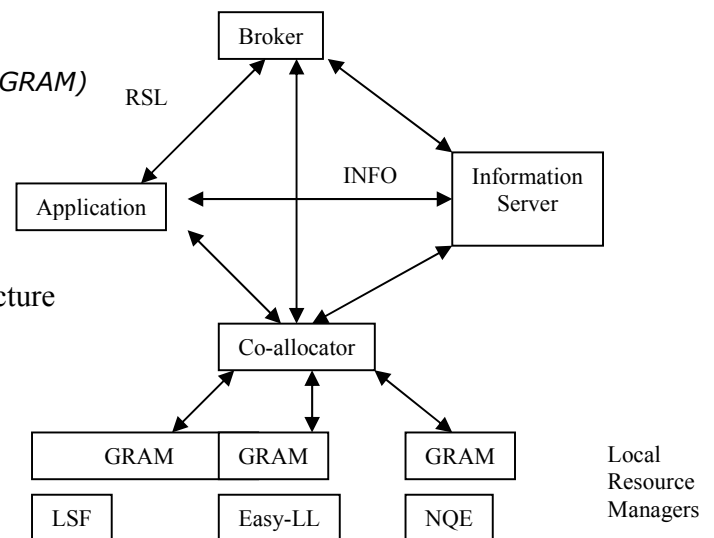 Broker
GRAM)
RSL
INFO
Information
Server
Application
cture
Co-allocator
GRAM
GRAM
GRAM
Local
Resource
Managers
LSF
Easy-LL
NQE